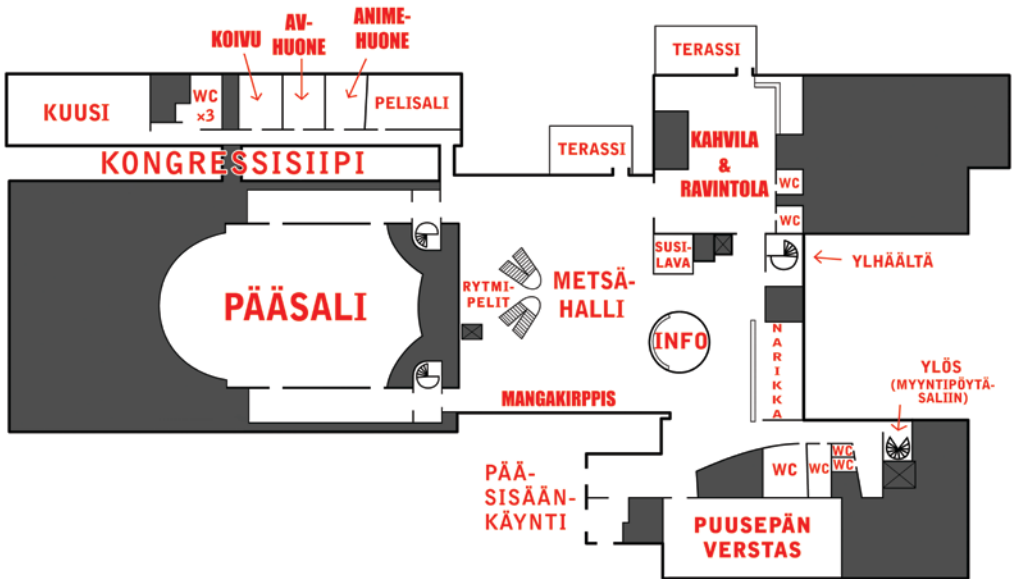 KOIVU
AV-
HUONE
ANIME-
HUONE
TERASSI
KUUSI
WC
×3
PELISALI
KONGRESSISIIPI
TERASSI
KAHVILA
&
RAVINTOLA
WC
WC
SUSI-
LAVA
YLHÄÄLTÄ
PÄÄSALI
RYTMI-
PELIT
METSÄ-
HALLI
INFO
NARIKKA
YLÖS
(MYYNTIPÖYTÄ-
SALIIN)
MANGAKIRPPIS
PÄÄ-
SISÄÄN-
KÄYNTI
WC
WC
WC
WC
PUUSEPÄN
VERSTAS